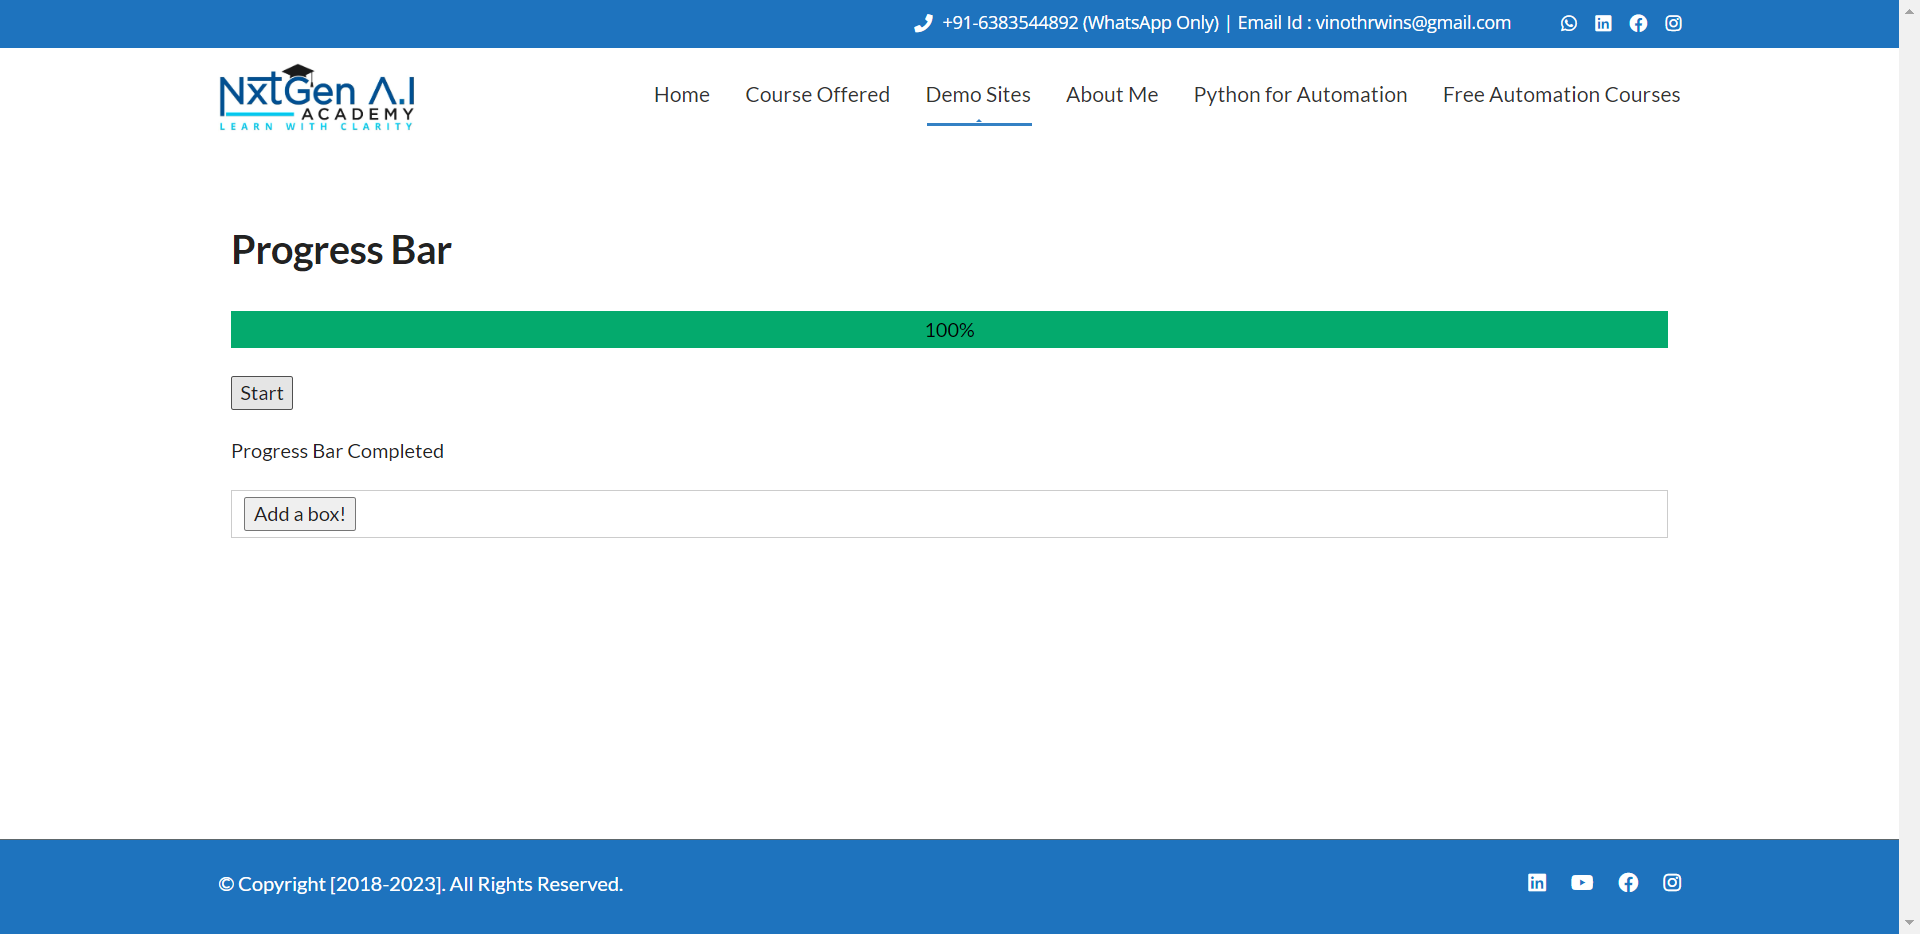 +91-6383544892 (WhatsApp Only) | Email Id : vinothrwins@gmail.com
NxtGen A.I
ACADEMY
LEARN WITH CLARITY
Home Course Offered Demo Sites About Me Python for Automation Free Automation Courses
Progress Bar
100%
Start
Progress Bar Completed
Add a box!
© Copyright [2018-2023]. All Rights Reserved.